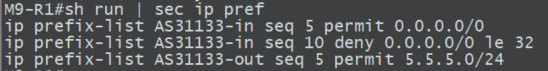 M9-R1#sh run | sec ip pref
ip prefix-list AS31133-in seq 5 permit 0.0.0.0/0
ip prefix-list AS31133-in seq 10 deny 0.0.0.0/0 le 32
ip prefix-list AS31133-out seq 5 permit 5.5.5.0/24